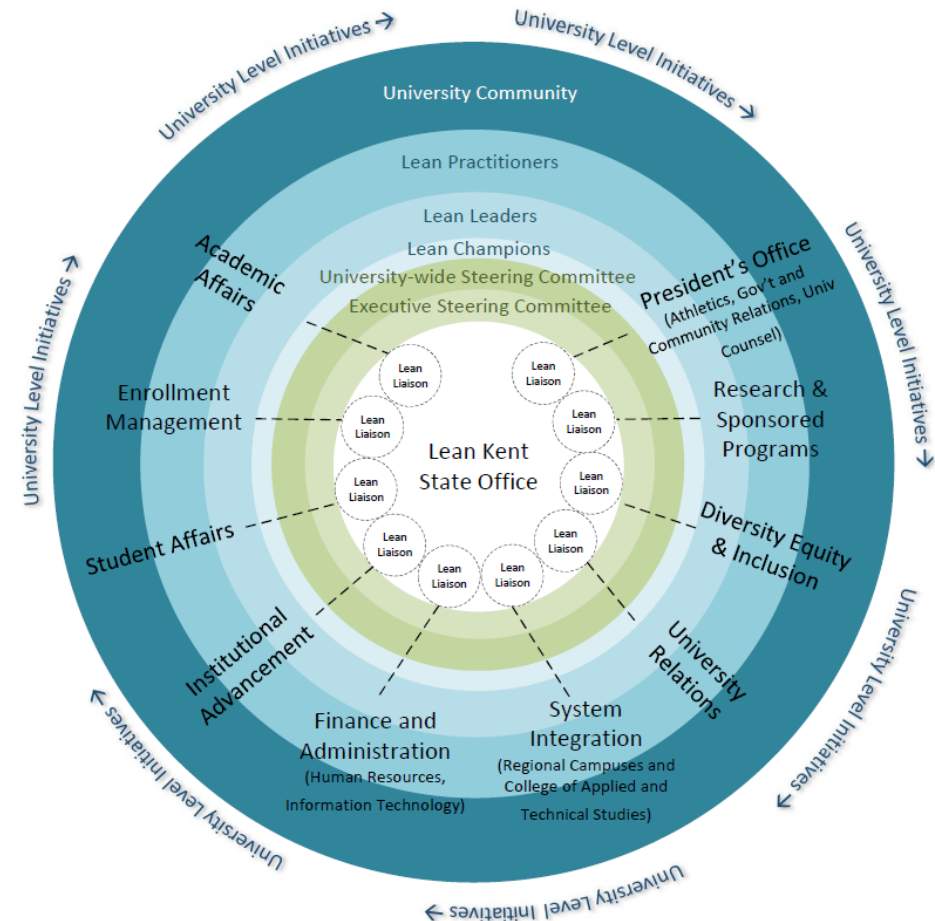 University Level Initiatives →
University Level Initiatives →
University Community
Lean Practitioners
Lean Leaders
Lean Champions
University-wide Steering Committee
Executive Steering Committee
Academic
Affairs
President's Office
(Athletics, Gov't and
Community Relations, Univ
Counsel)
University Level Initiatives →
University Level Initiatives →
Lean
Liaison
Lean
Liaison
Enrollment
Management
Lean
Liaison
Lean
Liaison
Research &
Sponsored
Programs
Lean Kent
State Office
Lean
Liaison
Lean
Liaison
Student Affairs
Diversity Equity
& Inclusion
Lean
Liaison
Lean
Liaison
Lean
Liaison
Lean
Liaison
Institutional
Advancement
University
Relations
Finance and
Administration
(Human Resources,
Information Technology)
System
Integration
(Regional Campuses and
College of Applied and
Technical Studies)
University Level Initiatives →
University Level Initiatives →
University Level Initiatives →